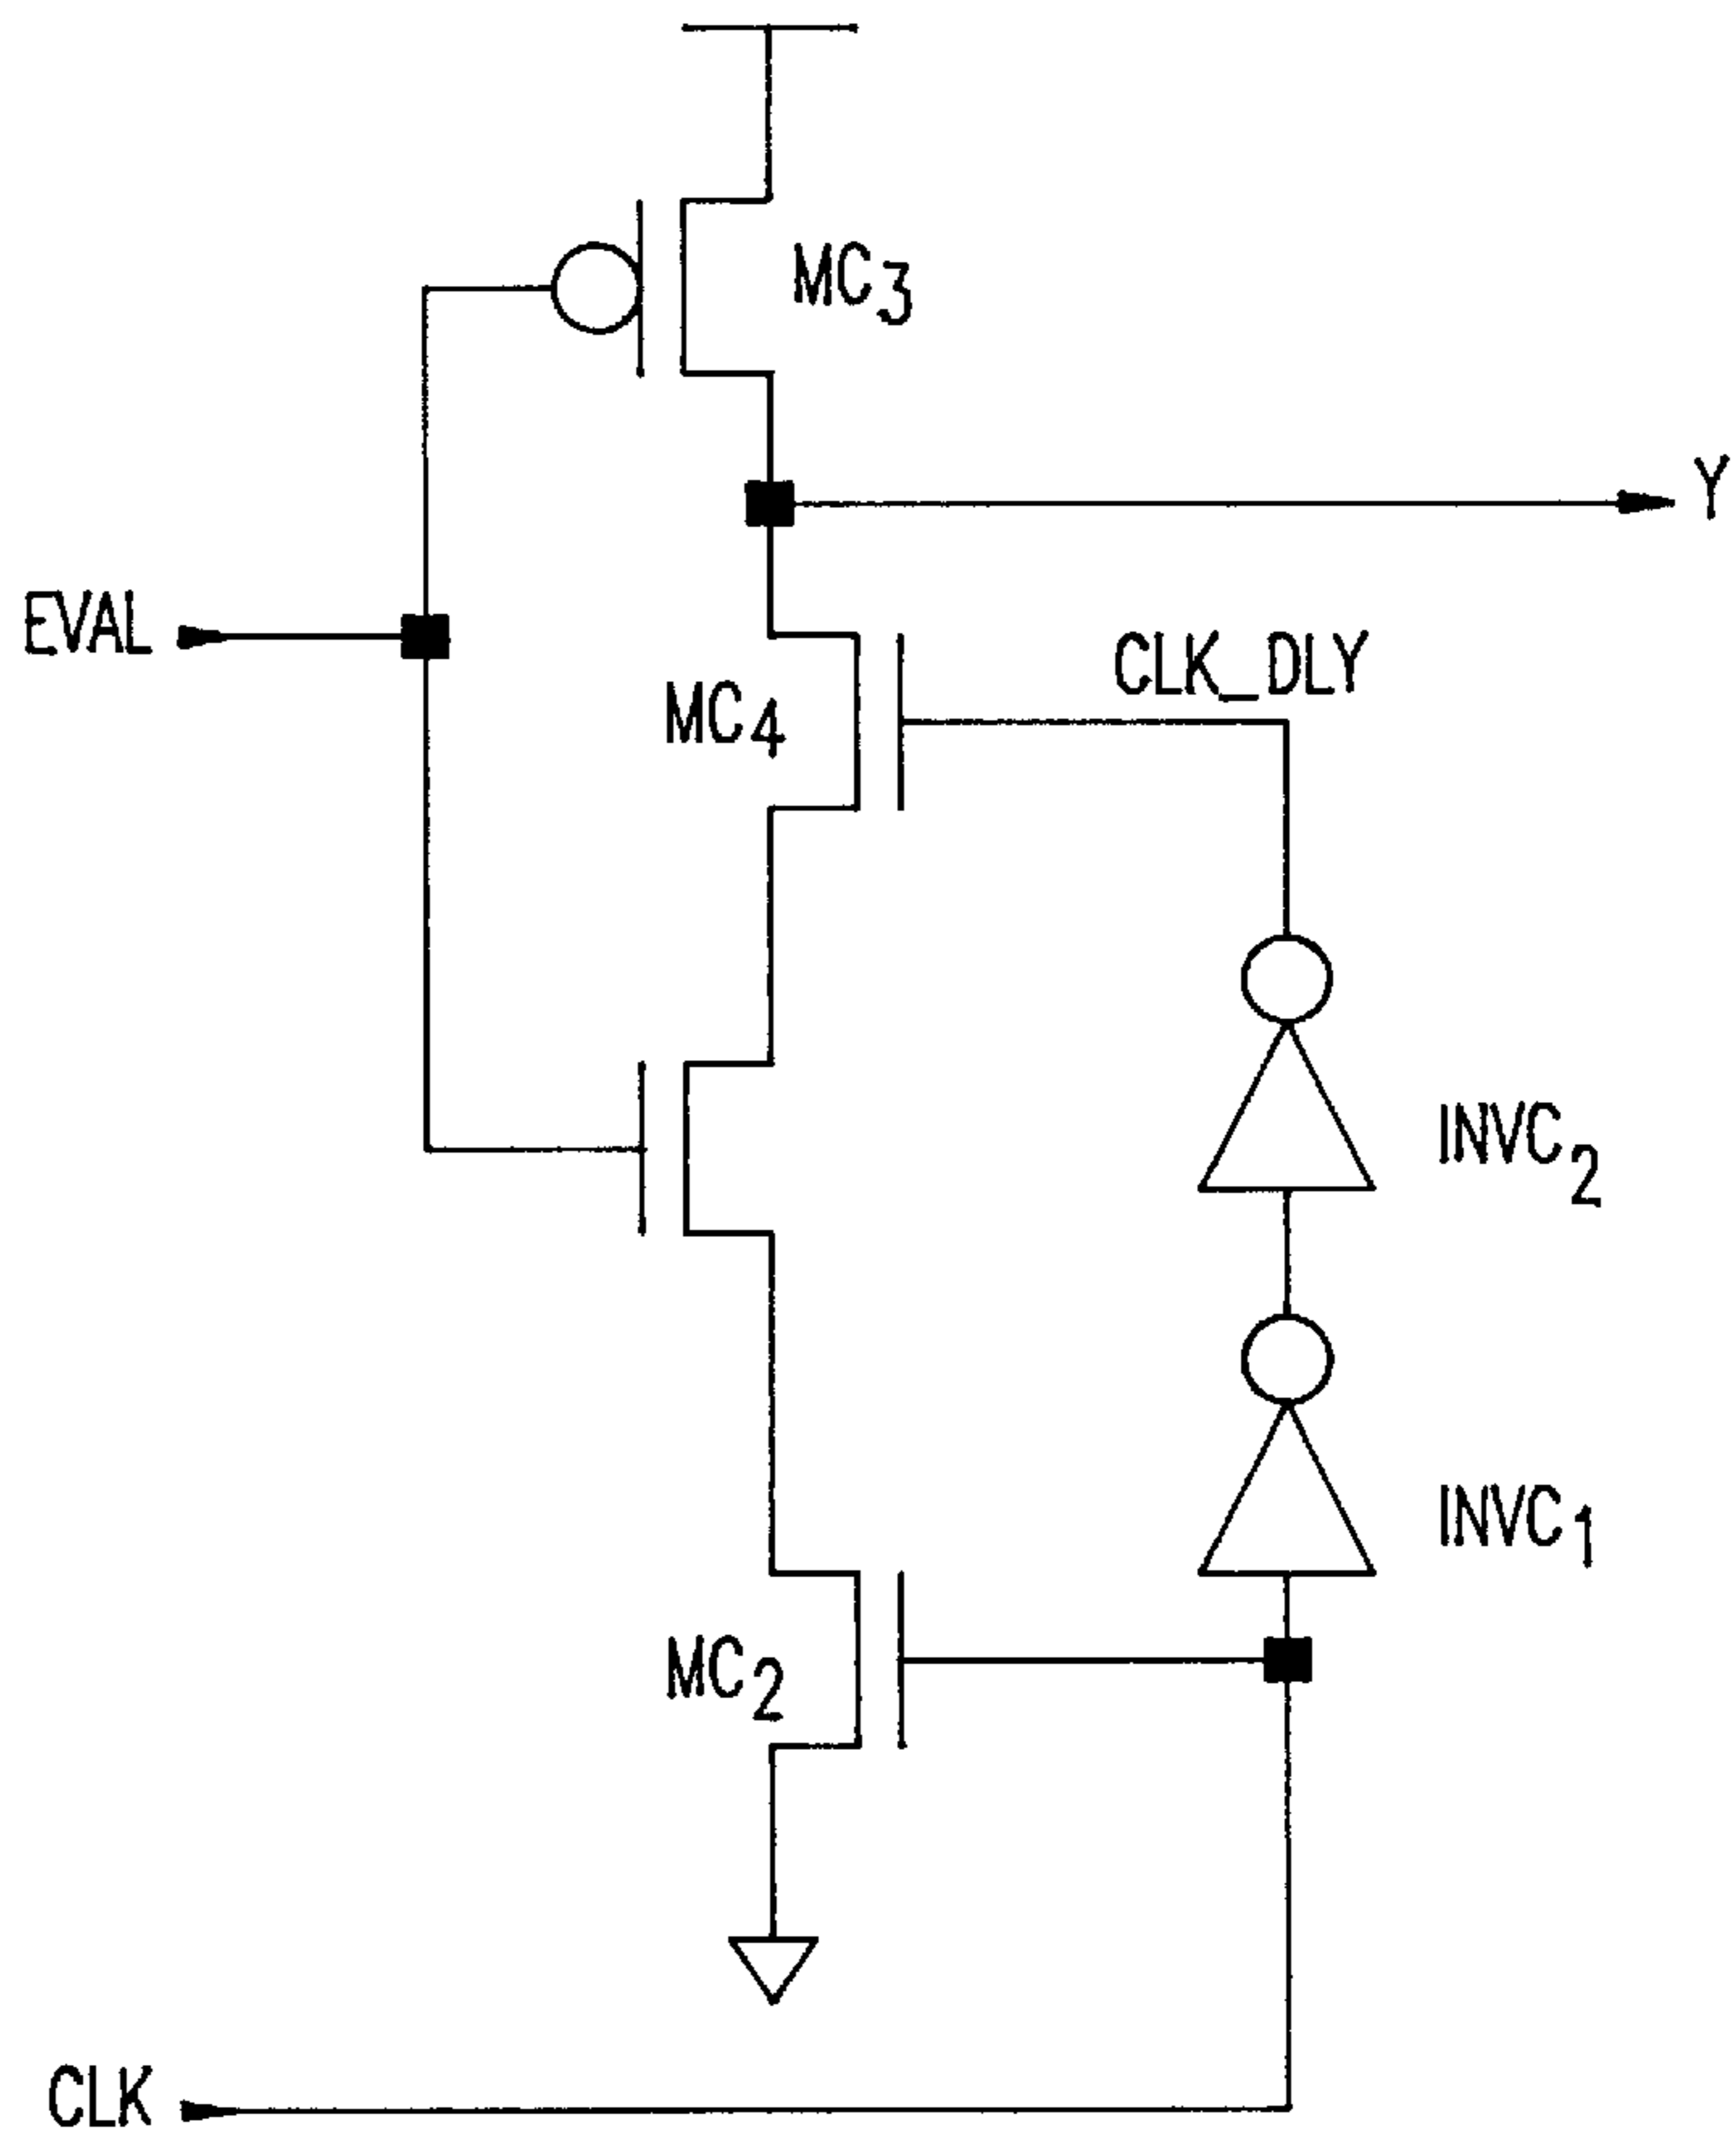 MC3
Y
EVAL
CLK_DLY
MC4
INVC2
INVC1
MC2
CLK